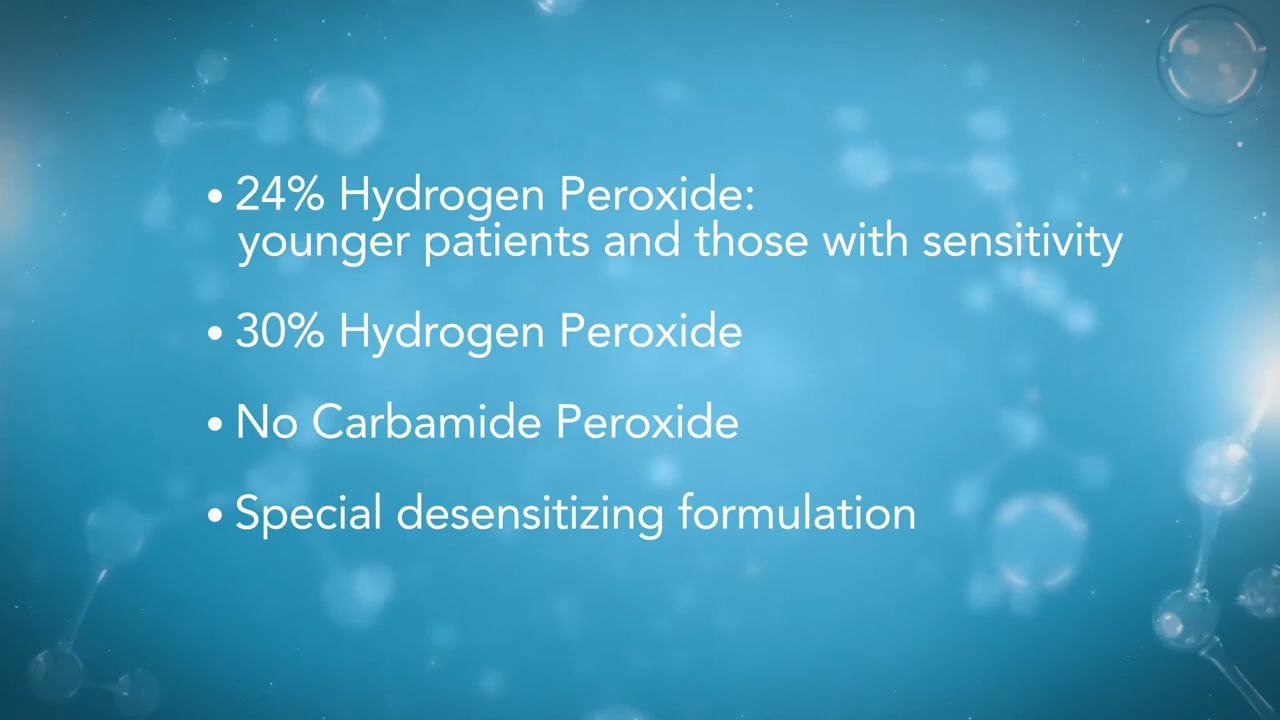 • 24% Hydrogen Peroxide:
younger patients and those with sensitivity
• 30% Hydrogen Peroxide
• No Carbamide Peroxide
• Special desensitizing formulation